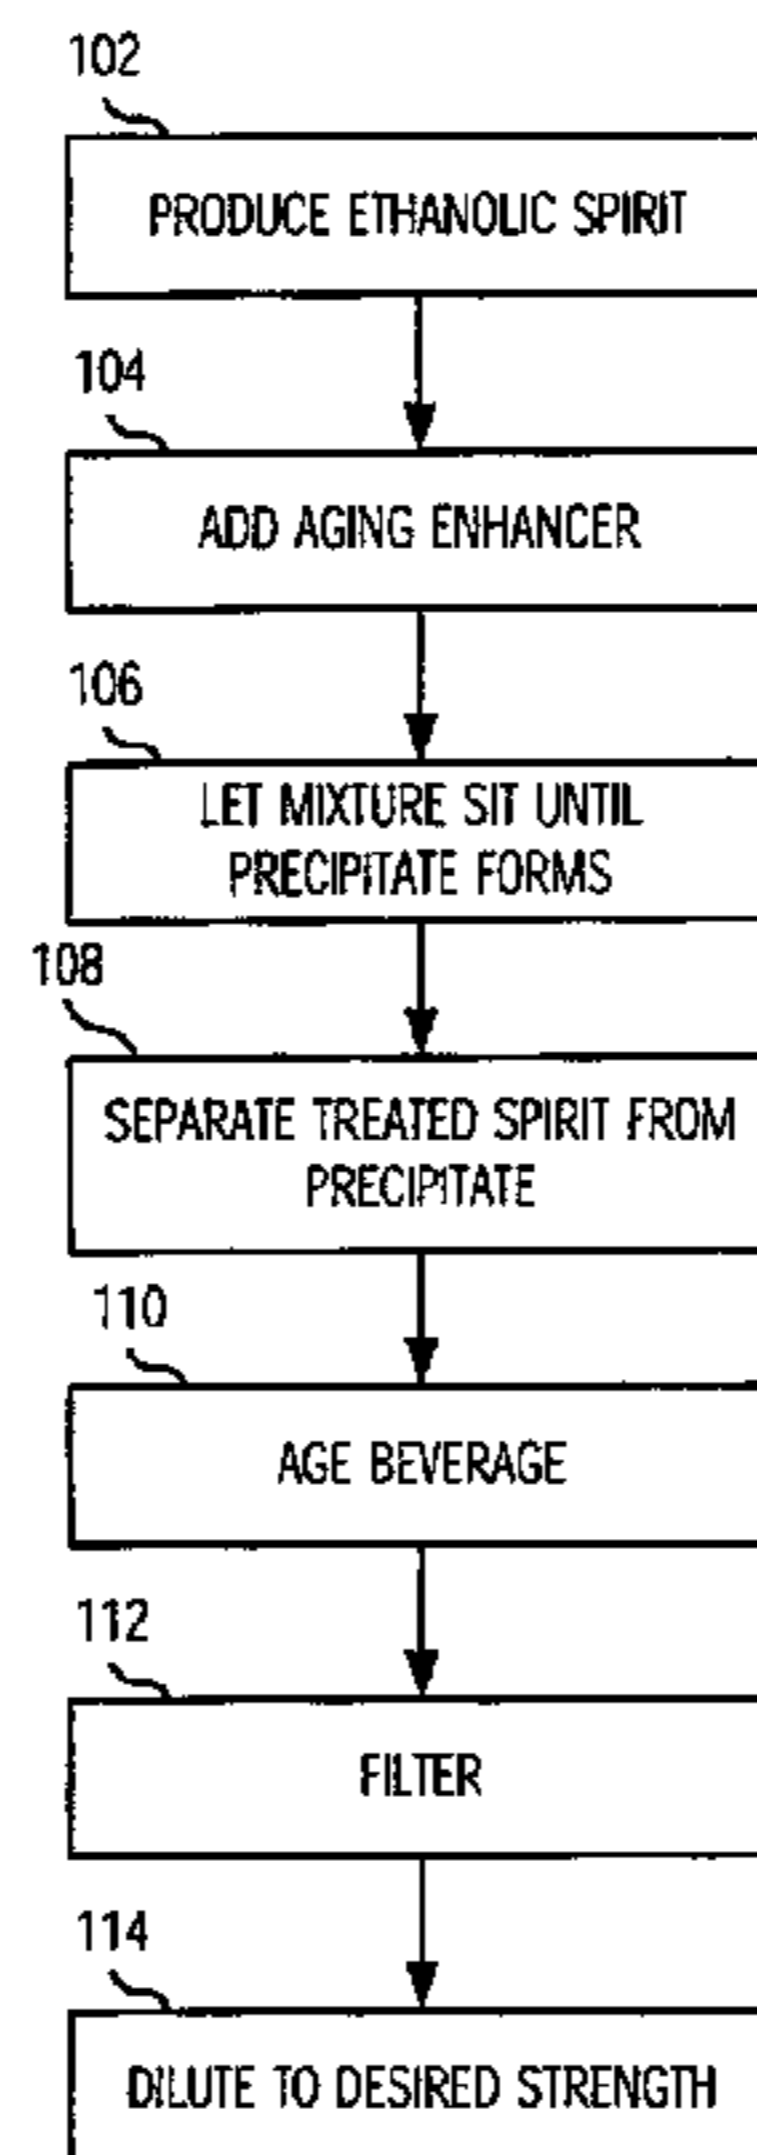 102
PRODUCE ETHANOLIC SPIRIT
104
ADD AGING ENHANCER
106
LET MIXTURE SIT UNTIL
PRECIPITATE FORMS
108
SEPARATE TREATED SPIRIT FROM
PRECIPITATE
110
AGE BEVERAGE
112
FILTER
114
DILUTE TO DESIRED STRENGTH